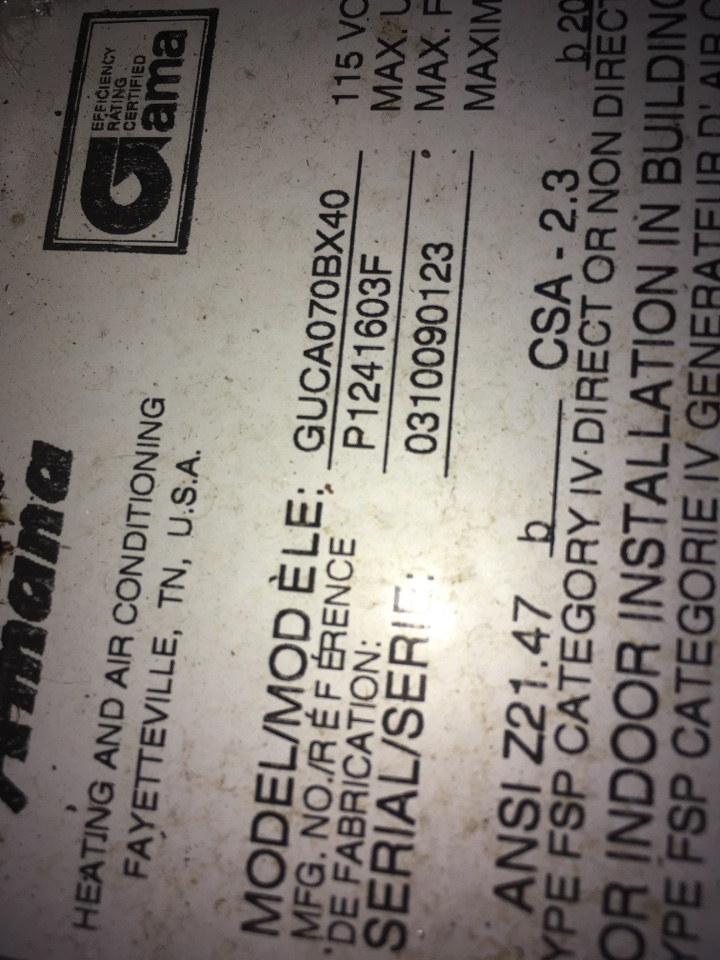 Amana
HEATING AND AIR CONDITIONING
FAYETTEVILLE, TN, U.S.A.
EFFICIENCY
RATING
CERTIFIED
Gama
MODEL/MOD ÈLE: GUCA070BX40
MFG. NO./RÉF ÉRENCE P1241603F
DE FABRICATION:
SERIAL/SERIE: 0310090123
115 VO
MAX. U
MAX. F
MAXIM
ANSI Z21.47 b CSA - 2.3 b 20
YPE FSP CATEGORY IV DIRECT OR NON DIRECT
OR INDOOR INSTALLATION IN BUILDING
YPE FSP CATEGORIE IV GENERATEUR D' AIR C